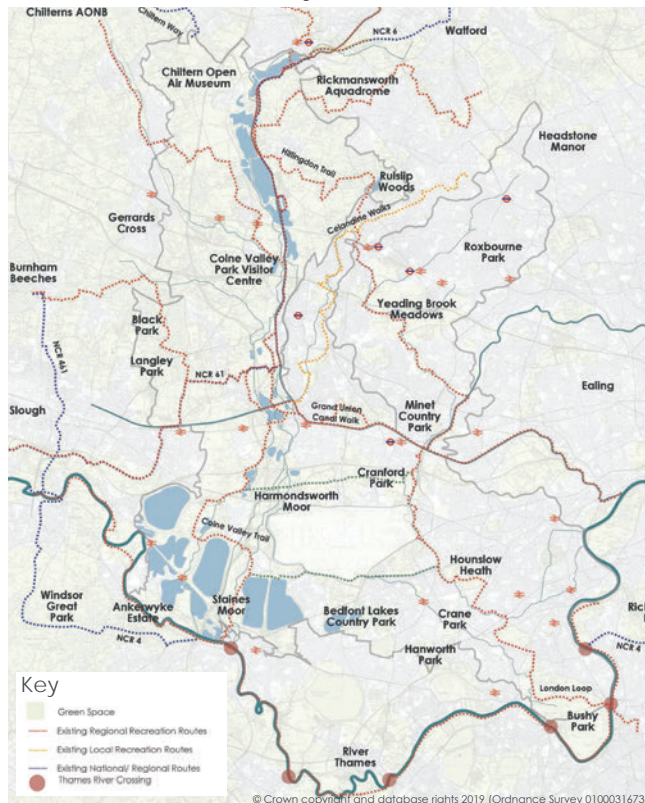 Chilterns AONB
Chiltern Way
NCR 6
Watford
Chiltern Open
Air Museum
Rickmansworth
Aquadrome
Headstone
Manor
Hillingdon Trail
Ruislip
Woods
Celandine Walks
Gerrards
Cross
Roxbourne
Park
Colne Valley
Park Visitor
Centre
Burnham
Beeches
Yeading Brook
Meadows
Black
Park
Langley
Park
NCR 461
NCR 61
Ealing
Slough
Grand Union
Canal Walk
Minet
Country
Park
Cranford
Park
Harmondsworth
Moor
Colne Valley Trail
Hounslow
Heath
Windsor
Great
Park
Ankerwyke
Estate
Staines
Moor
Bedfont Lakes
Country Park
Crane
Park
Hanworth
Park
NCR 4
NCR 4
London Loop
Bushy
Park
River
Thames
Key
Green Space
Existing Regional Recreation Routes
Existing Local Recreation Routes
Existing National/ Regional Routes
Thames River Crossing
© Crown copyright and database rights 2019 (Ordnance Survey 0100031673